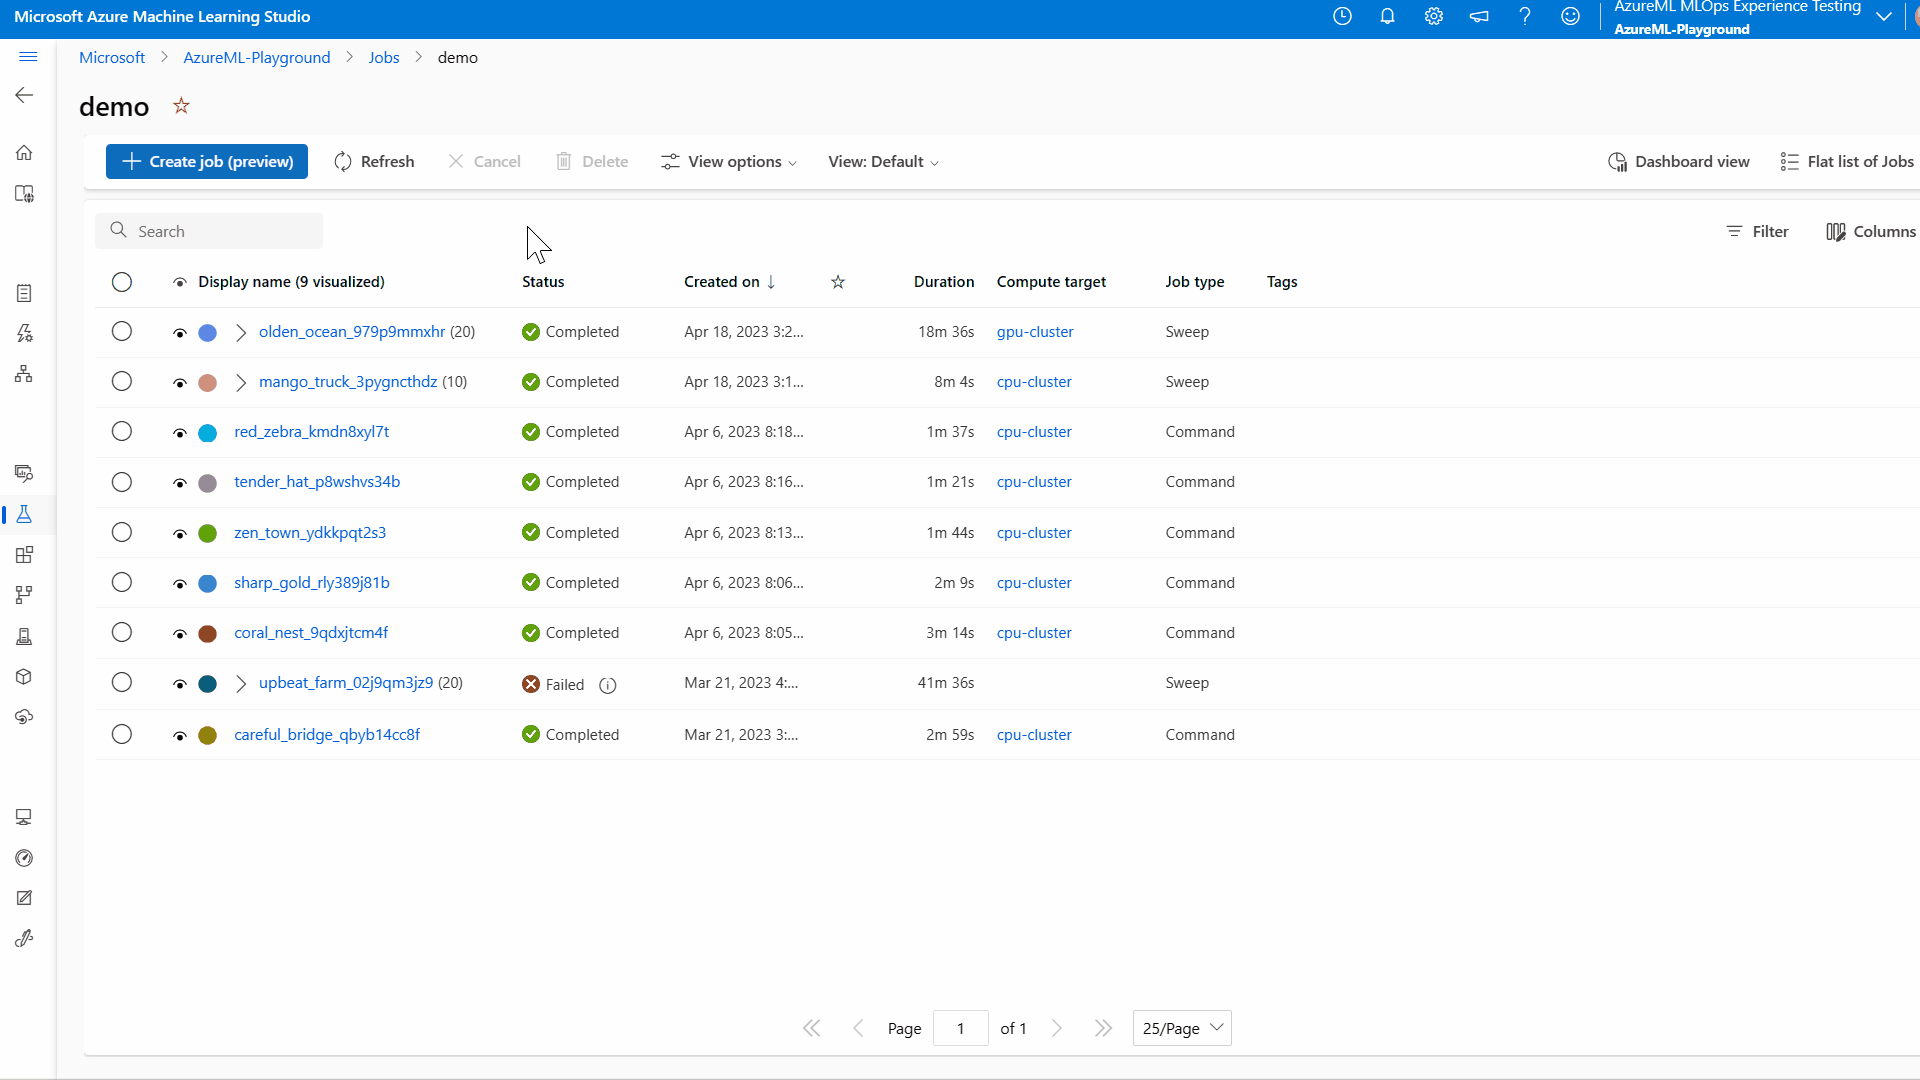 Microsoft Azure Machine Learning Studio
AzureML MLOps Experience Testing
AzureML-Playground
Microsoft > AzureML-Playground > Jobs > demo
demo
Create job (preview) Refresh Cancel Delete View options View: Default Dashboard view Flat list of Jobs
Search Filter Columns
Display name (9 visualized) Status Created on ↓ Duration Compute target Job type Tags
olden_ocean_979p9mmxhr (20) Completed Apr 18, 2023 3:2... 18m 36s gpu-cluster Sweep
mango_truck_3pygncthdz (10) Completed Apr 18, 2023 3:1... 8m 4s cpu-cluster Sweep
red_zebra_kmdn8xyl7t Completed Apr 6, 2023 8:18... 1m 37s cpu-cluster Command
tender_hat_p8wshvs34b Completed Apr 6, 2023 8:16... 1m 21s cpu-cluster Command
zen_town_ydkkpqt2s3 Completed Apr 6, 2023 8:13... 1m 44s cpu-cluster Command
sharp_gold_rly389j81b Completed Apr 6, 2023 8:06... 2m 9s cpu-cluster Command
coral_nest_9qdxjtcm4f Completed Apr 6, 2023 8:05... 3m 14s cpu-cluster Command
upbeat_farm_02j9qm3jz9 (20) Failed Mar 21, 2023 4:... 41m 36s Sweep
careful_bridge_qbyb14cc8f Completed Mar 21, 2023 3:... 2m 59s cpu-cluster Command
Page 1 of 1 25/Page